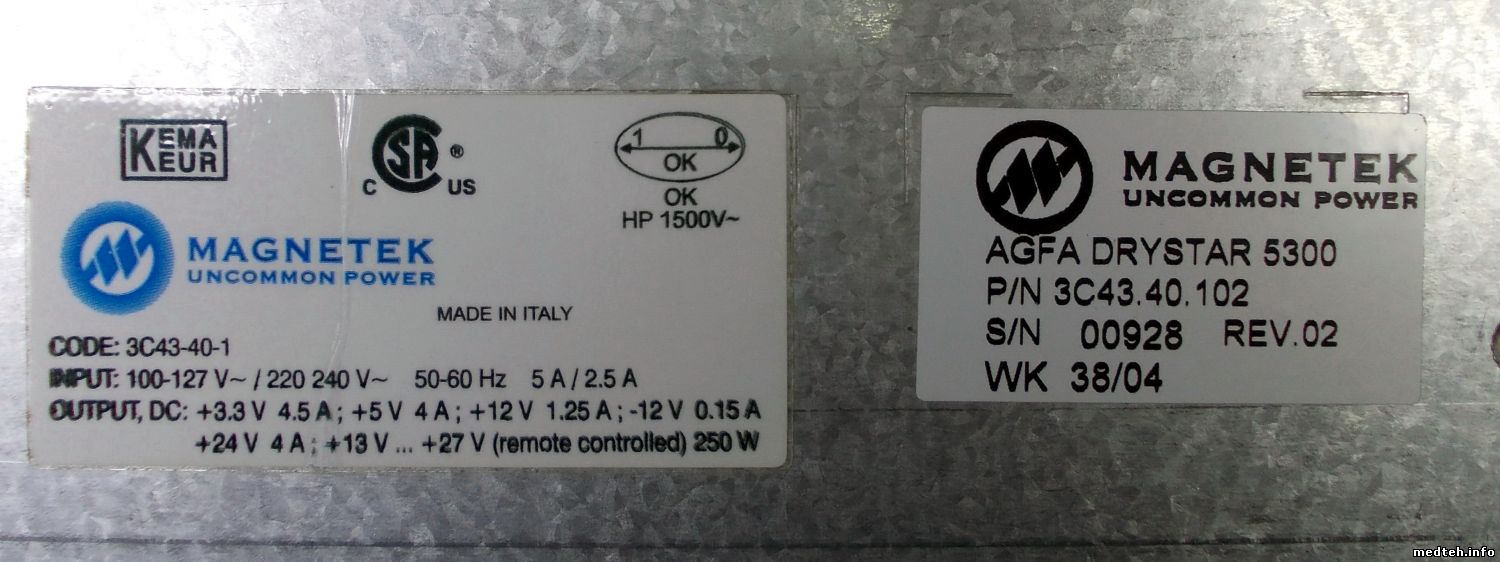 KEMA
KEUR
CSA ®
C US
1 0
OK
OK
HP 1500V~
MAGNETEK
UNCOMMON POWER
MADE IN ITALY
CODE: 3C43-40-1
INPUT: 100-127 V~ / 220 240 V~ 50-60 Hz 5 A / 2.5 A
OUTPUT, DC: +3.3 V 4.5 A ; +5 V 4 A ; +12 V 1.25 A ; -12 V 0.15 A
+24 V 4 A ; +13 V ... +27 V (remote controlled) 250 W
MAGNETEK
UNCOMMON POWER
AGFA DRYSTAR 5300
P/N 3C43.40.102
S/N 00928 REV.02
WK 38/04
medteh.info